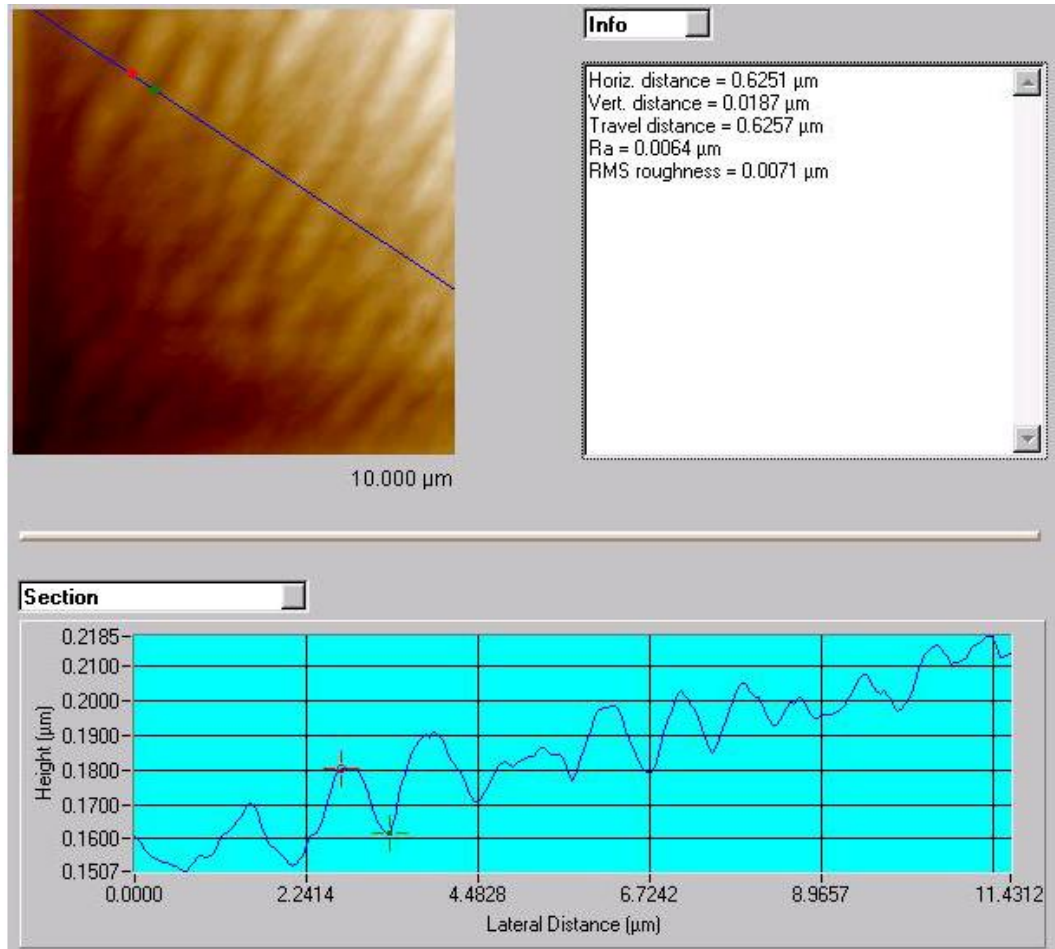 Info
Horiz. distance = 0.6251 µm
Vert. distance = 0.0187 µm
Travel distance = 0.6257 µm
Ra = 0.0064 µm
RMS roughness = 0.0071 µm
10.000 µm
Section
0.2185
0.2100
0.2000
0.1900
0.1800
0.1700
0.1600
0.1507
Height (µm)
0.0000 2.2414 4.4828 6.7242 8.9657 11.4312
Lateral Distance (µm)